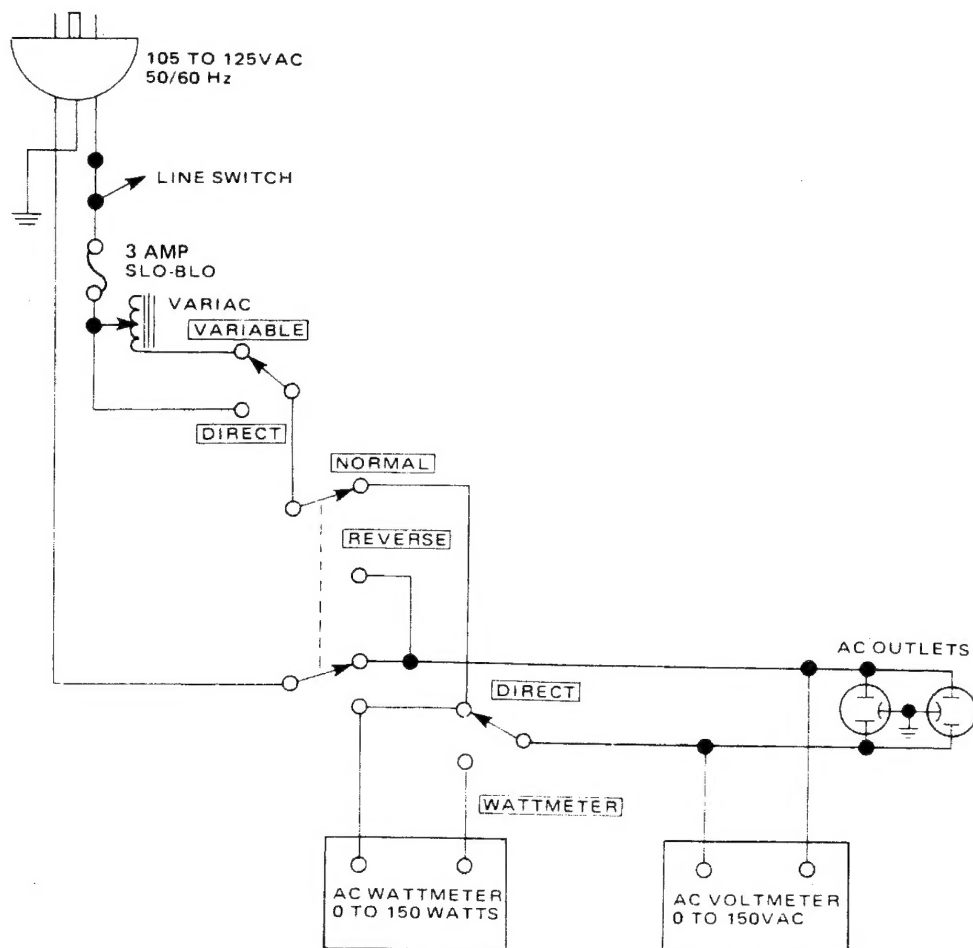 105 TO 125VAC
50/60 Hz
LINE SWITCH
3 AMP
SLO-BLO
VARIAC
VARIABLE
DIRECT
NORMAL
REVERSE
AC OUTLETS
DIRECT
WATTMETER
AC WATTMETER
0 TO 150 WATTS
AC VOLTMETER
0 TO 150VAC